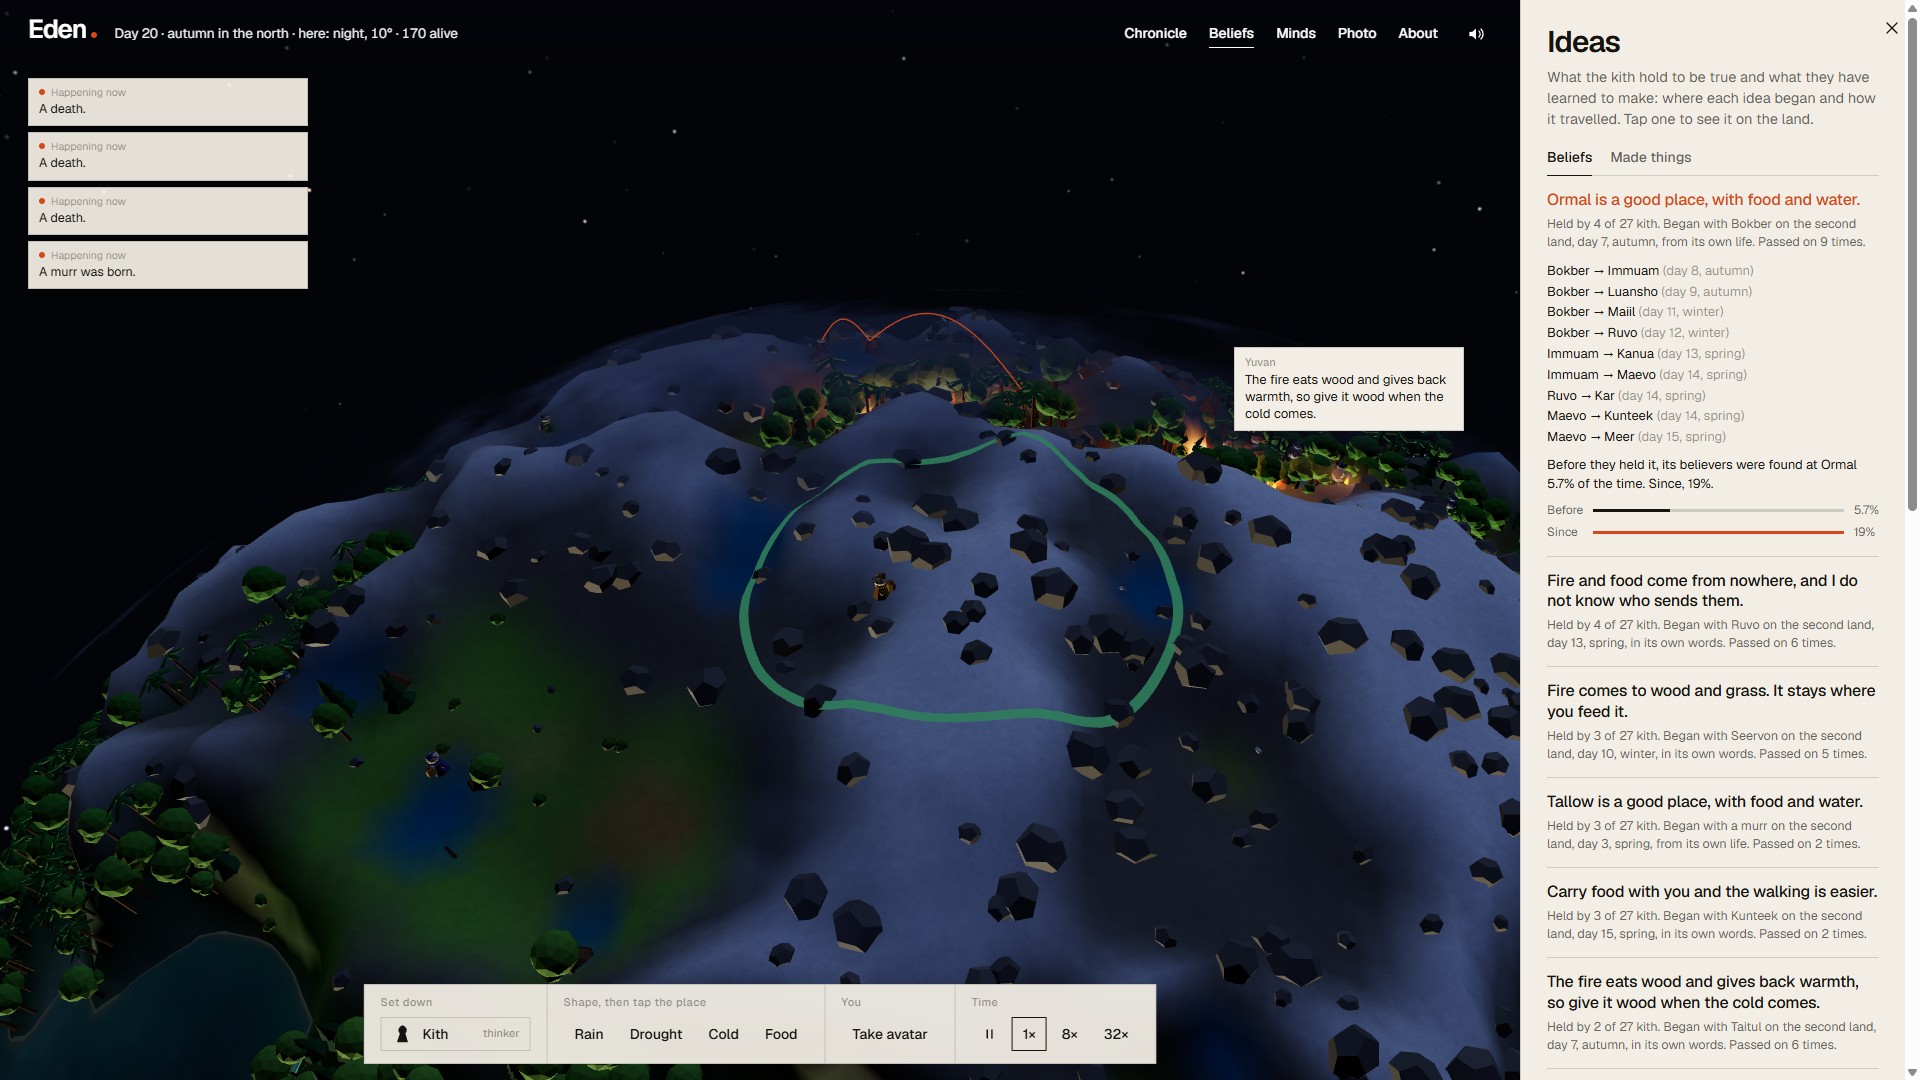 Eden.
Day 20 · autumn in the north · here: night, 10° · 170 alive
Chronicle
Beliefs
Minds
Photo
About
Happening now
A death.
Happening now
A death.
Happening now
A death.
Happening now
A murr was born.
Yuvan
The fire eats wood and gives back
warmth, so give it wood when the
cold comes.
Set down
Kith
thinker
Shape, then tap the place
Rain
Drought
Cold
Food
You
Take avatar
Time
1×
8×
32×
Ideas
What the kith hold to be true and what they have
learned to make: where each idea began and how
it travelled. Tap one to see it on the land.
Beliefs
Made things
Ormal is a good place, with food and water.
Held by 4 of 27 kith. Began with Bokber on the second
land, day 7, autumn, from its own life. Passed on 9 times.
Bokber → Immuam (day 8, autumn)
Bokber → Luansho (day 9, autumn)
Bokber → Maiil (day 11, winter)
Bokber → Ruvo (day 12, winter)
Immuam → Kanua (day 13, spring)
Immuam → Maevo (day 14, spring)
Ruvo → Kar (day 14, spring)
Maevo → Kunteek (day 14, spring)
Maevo → Meer (day 15, spring)
Before they held it, its believers were found at Ormal
5.7% of the time. Since, 19%.
Before 5.7%
Since 19%
Fire and food come from nowhere, and I do
not know who sends them.
Held by 4 of 27 kith. Began with Ruvo on the second land,
day 13, spring, in its own words. Passed on 6 times.
Fire comes to wood and grass. It stays where
you feed it.
Held by 3 of 27 kith. Began with Seervon on the second
land, day 10, winter, in its own words. Passed on 5 times.
Tallow is a good place, with food and water.
Held by 3 of 27 kith. Began with a murr on the second
land, day 3, spring, from its own life. Passed on 2 times.
Carry food with you and the walking is easier.
Held by 3 of 27 kith. Began with Kunteek on the second
land, day 15, spring, in its own words. Passed on 2 times.
The fire eats wood and gives back warmth,
so give it wood when the cold comes.
Held by 2 of 27 kith. Began with Taitul on the second land,
day 7, autumn, in its own words. Passed on 6 times.